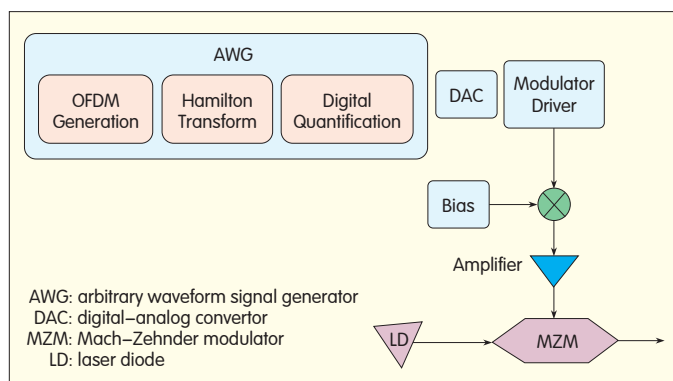 AWG
OFDM
Generation
Hamilton
Transform
Digital
Quantification
DAC
Modulator
Driver
Bias
Amplifier
AWG: arbitrary waveform signal generator
DAC: digital–analog convertor
MZM: Mach–Zehnder modulator
LD: laser diode
LD
MZM